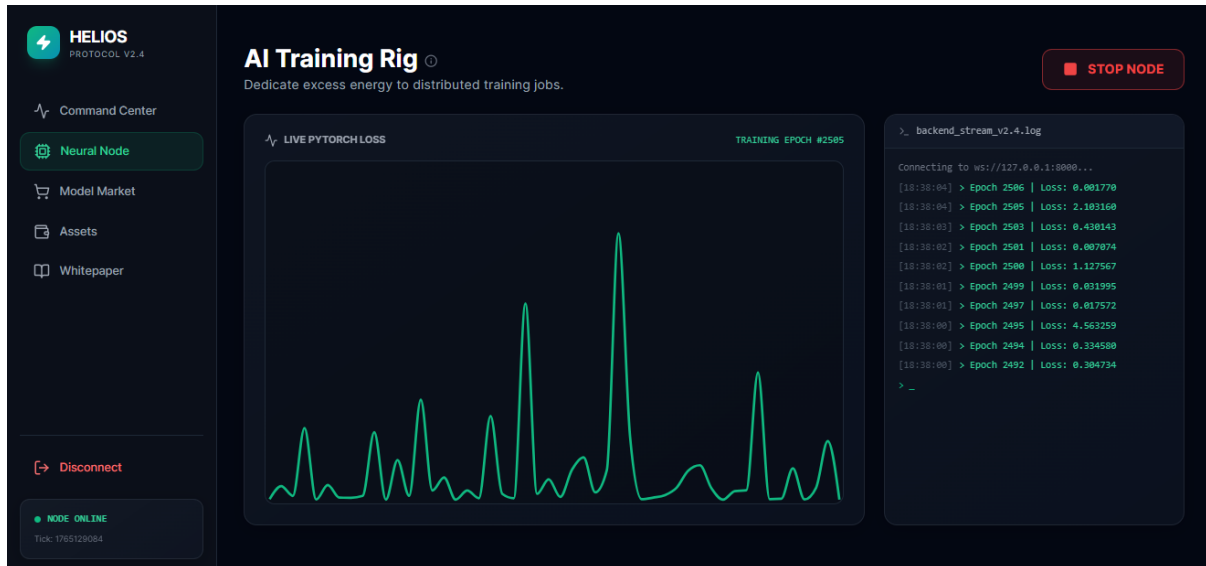 HELIOS
PROTOCOL V2.4
Command Center
Neural Node
Model Market
Assets
Whitepaper
Disconnect
NODE ONLINE
Tick: 1765129084
AI Training Rig
Dedicate excess energy to distributed training jobs.
STOP NODE
LIVE PYTORCH LOSS
TRAINING EPOCH #2505
>_ backend_stream_v2.4.log
Connecting to ws://127.0.0.1:8000...
[18:38:04] > Epoch 2506 | Loss: 0.001770
[18:38:04] > Epoch 2505 | Loss: 2.103160
[18:38:03] > Epoch 2503 | Loss: 0.430143
[18:38:02] > Epoch 2501 | Loss: 0.007074
[18:38:02] > Epoch 2500 | Loss: 1.127567
[18:38:01] > Epoch 2499 | Loss: 0.031995
[18:38:01] > Epoch 2497 | Loss: 0.017572
[18:38:00] > Epoch 2495 | Loss: 4.563259
[18:38:00] > Epoch 2494 | Loss: 0.334580
[18:38:00] > Epoch 2492 | Loss: 0.304734
> _